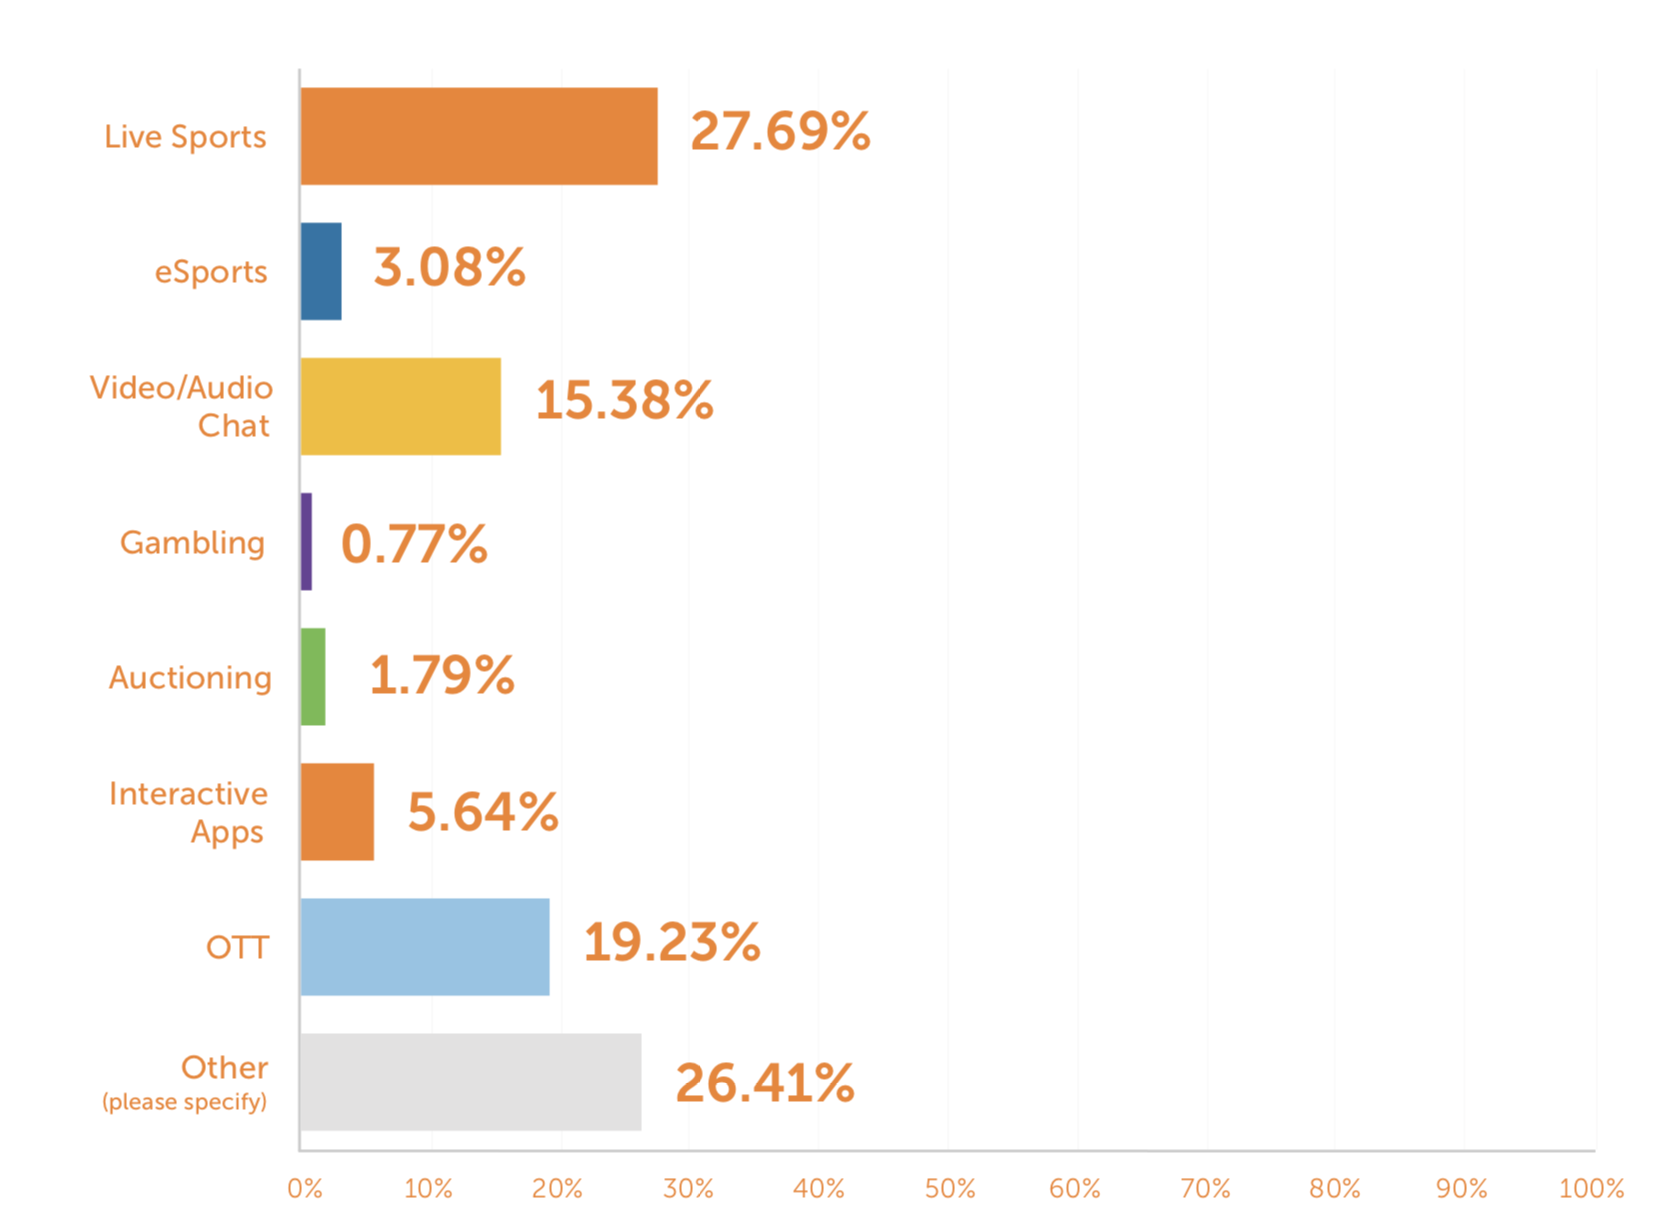 Live Sports
27.69%
eSports
3.08%
Video/Audio
Chat
15.38%
Gambling
0.77%
Auctioning
1.79%
Interactive
Apps
5.64%
OTT
19.23%
Other
(please specify)
26.41%
0% 10% 20% 30% 40% 50% 60% 70% 80% 90% 100%